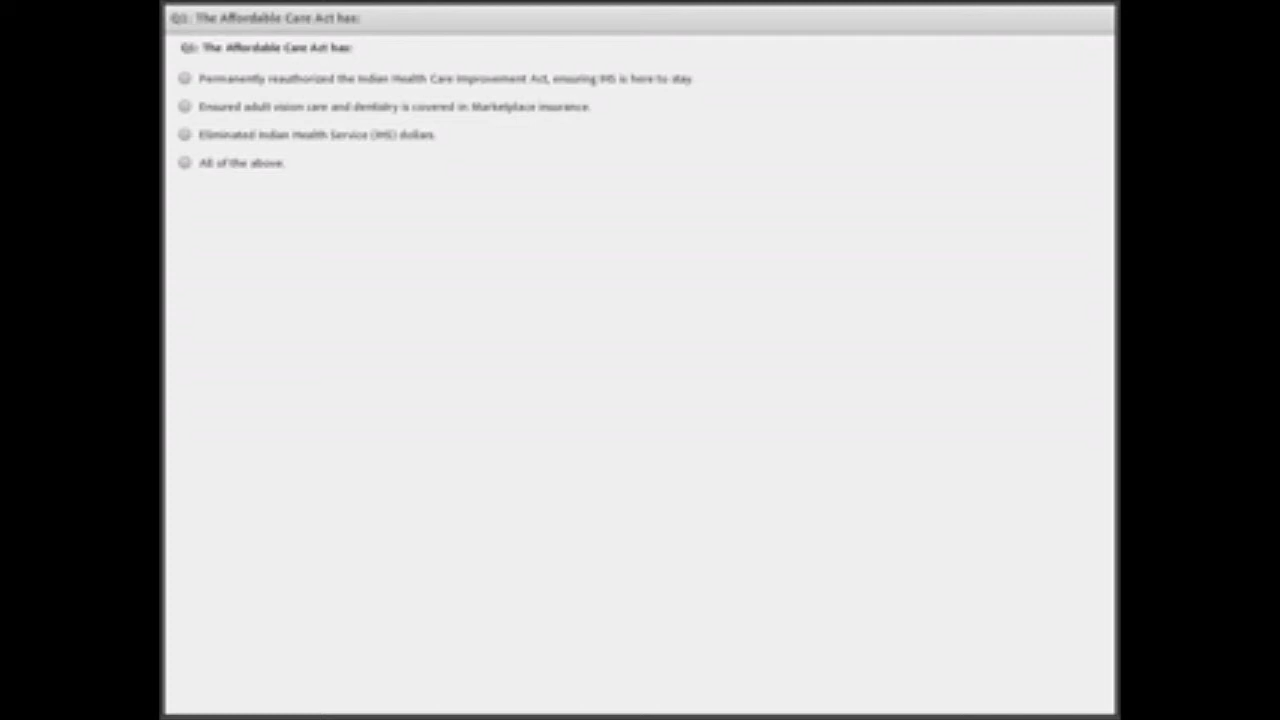 Q1: The Affordable Care Act has:
Q1: The Affordable Care Act has:
Permanently reauthorized the Indian Health Care Improvement Act, ensuring IHS is here to stay.
Ensured adult vision care and dentistry is covered in Marketplace insurance.
Eliminated Indian Health Service (IHS) dollars.
All of the above.